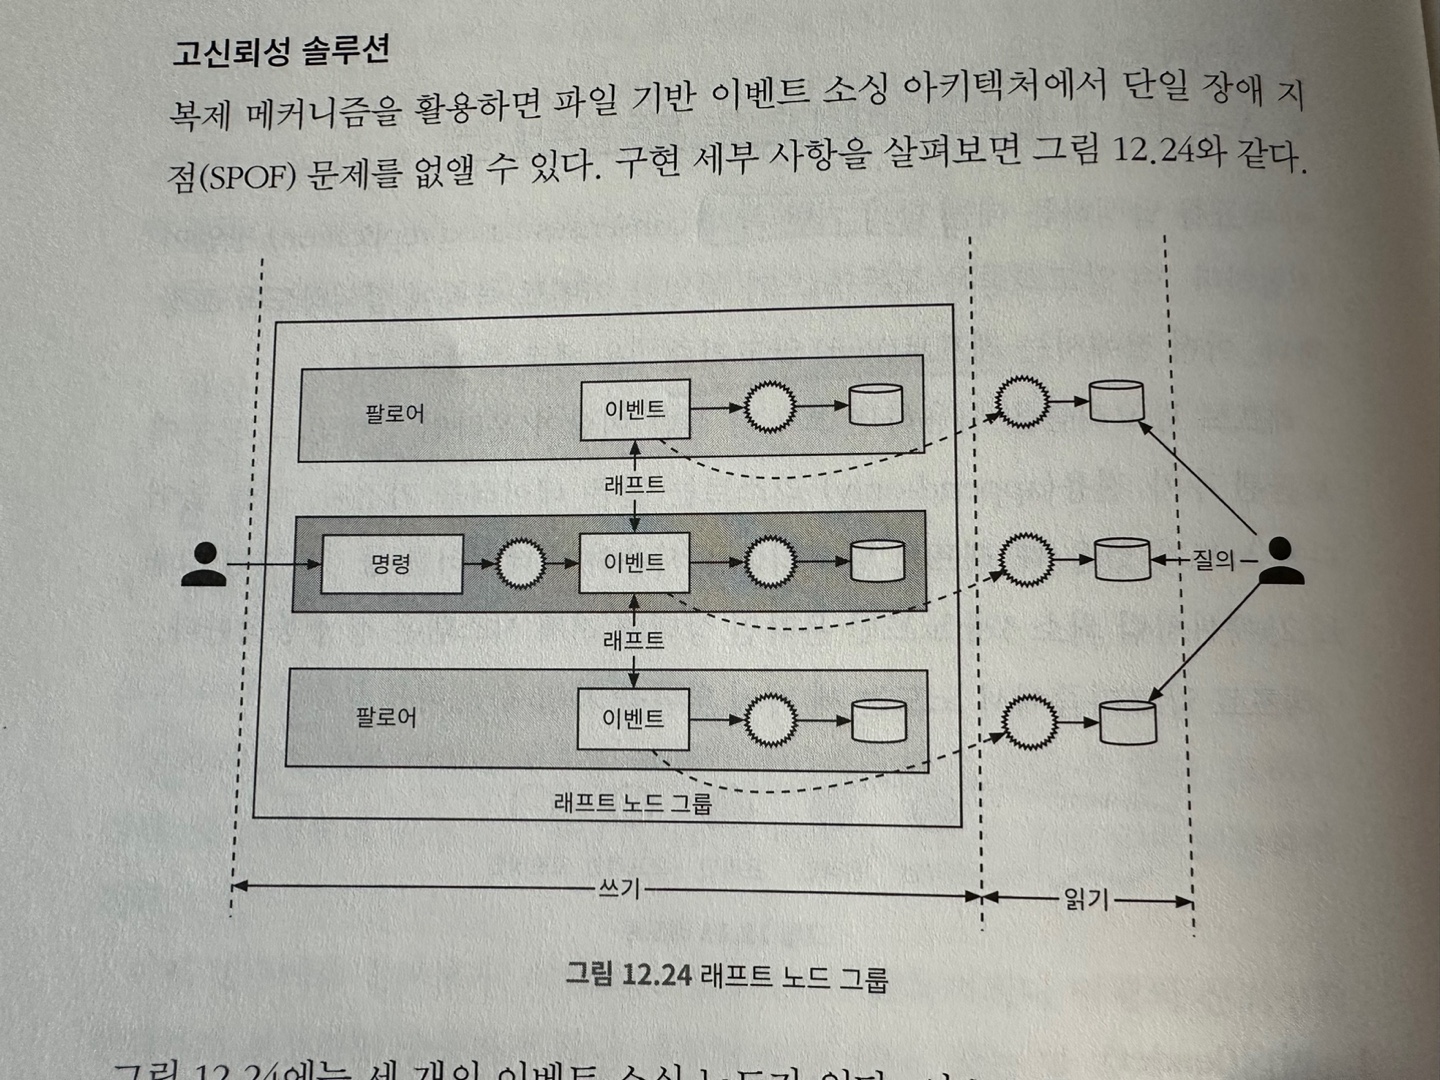 고신뢰성 솔루션
복제 메커니즘을 활용하면 파일 기반 이벤트 소싱 아키텍처에서 단일 장애 지
점(SPOF) 문제를 없앨 수 있다. 구현 세부 사항을 살펴보면 그림 12.24와 같다.
팔로어
이벤트
래프트
명령
이벤트
질의
래프트
팔로어
이벤트
래프트 노드 그룹
쓰기
읽기
그림 12.24 래프트 노드 그룹
그림 12.24에는 세 개의 이벤트 소싱 노드가 있다.